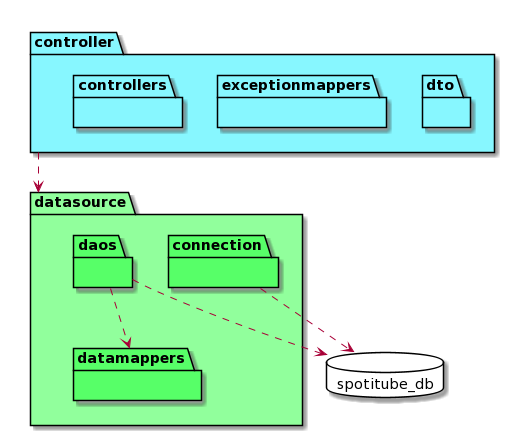 controller
controllers
exceptionmappers
dto
datasource
daos
connection
datamappers
spotitube_db